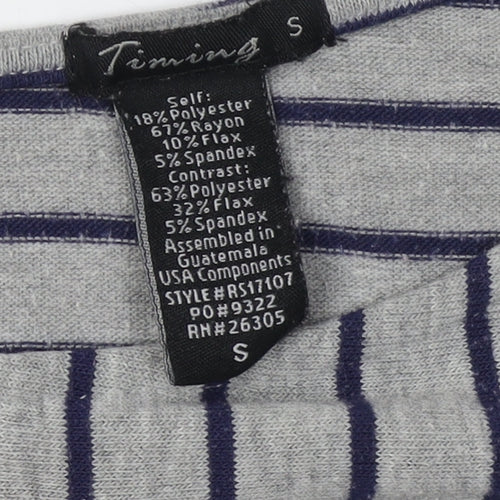 Timing S
Self:
18% Polyester
67% Rayon
10% Flax
5% Spandex
Contrast:
63% Polyester
32% Flax
5% Spandex
Assembled in
Guatemala
USA Components
STYLE#RS17107
PO#9322
RN#26305
S